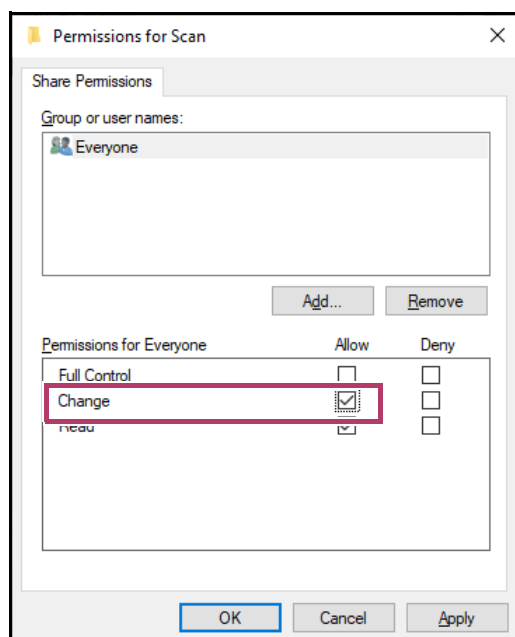 Permissions for Scan
Share Permissions
Group or user names:
Everyone
Add... Remove
Permissions for Everyone Allow Deny
Full Control
Change
Read
OK Cancel Apply